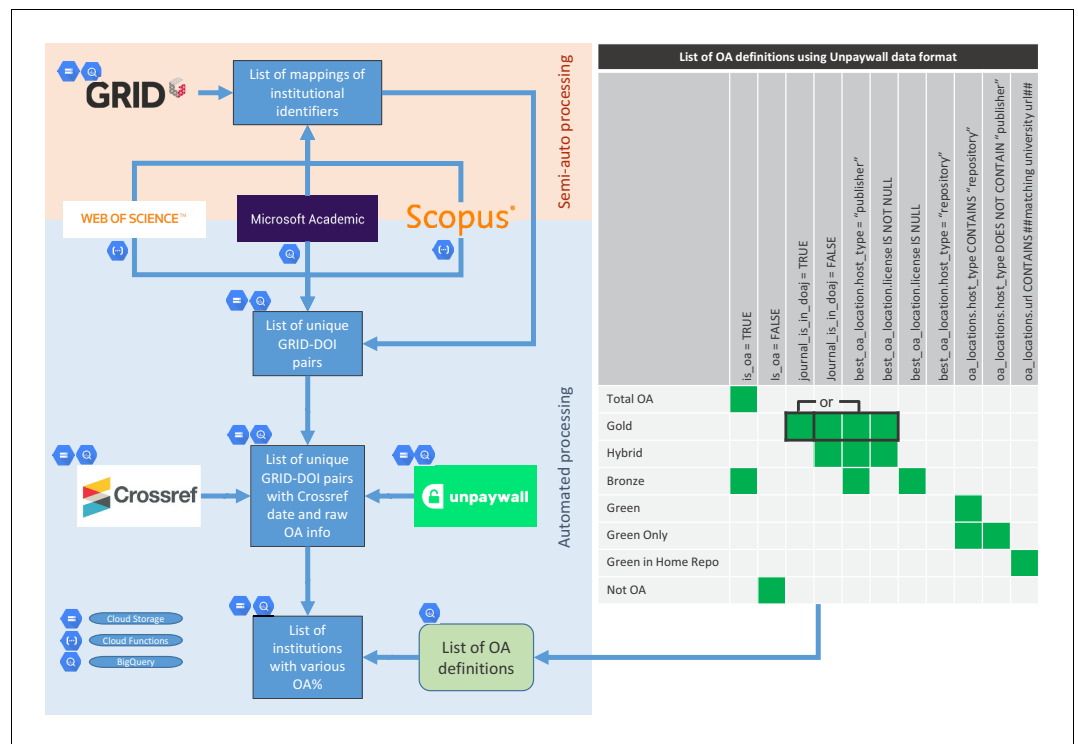 GRID
List of mappings of
institutional
identifiers
Semi-auto processing
WEB OF SCIENCE™
Microsoft Academic
Scopus®
List of unique
GRID-DOI
pairs
Automated processing
Crossref
List of unique
GRID-DOI pairs
with Crossref
date and raw
OA info
unpaywall
Cloud Storage
Cloud Functions
BigQuery
List of
institutions
with various
OA%
List of OA
definitions
List of OA definitions using Unpaywall data format
is_oa = TRUE
Is_oa = FALSE
journal_is_in_doaj = TRUE
Journal_is_in_doaj = FALSE
best_oa_location.host_type = “publisher”
best_oa_location.license IS NOT NULL
best_oa_location.license IS NULL
best_oa_location.host_type = “repository”
oa_locations.host_type CONTAINS “repository”
oa_locations.host_type DOES NOT CONTAIN “publisher”
oa_locations.url CONTAINS ##matching university url##
Total OA
or
Gold
Hybrid
Bronze
Green
Green Only
Green in Home Repo
Not OA